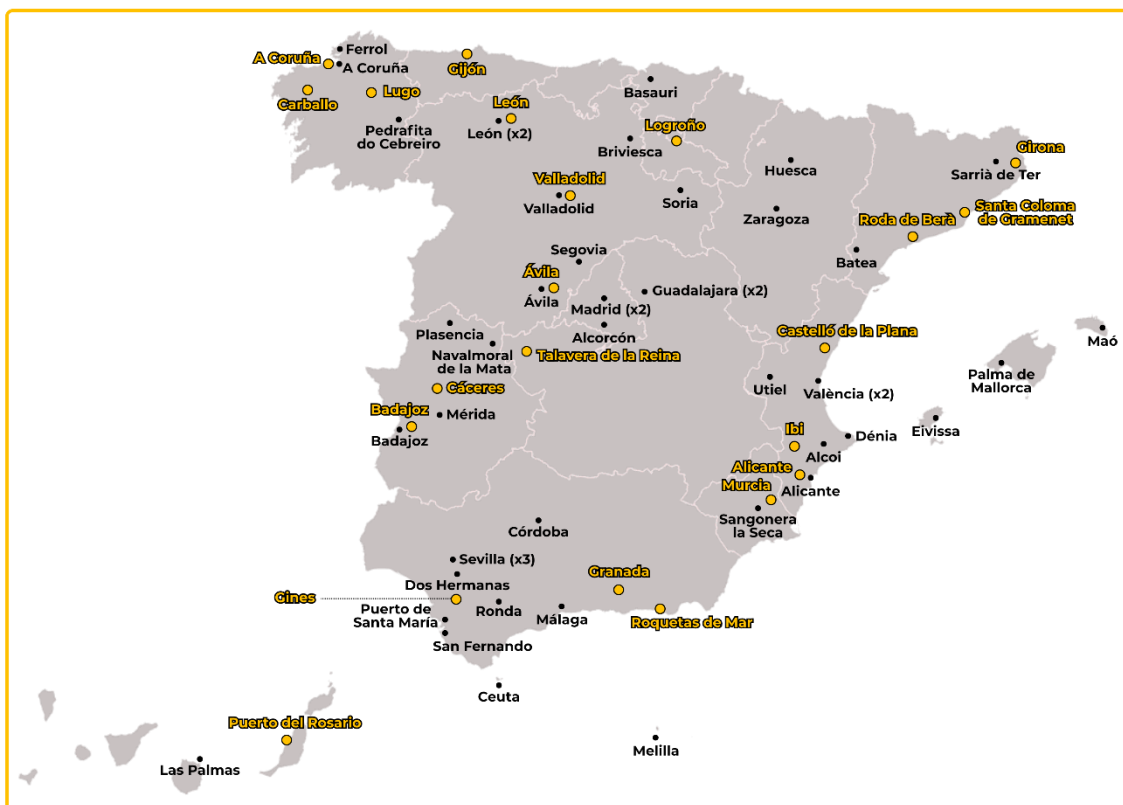 Ferrol
A Coruña
A Coruña
Gijón
Carballo
Lugo
Basauri
León
León (x2)
Pedrafita
do Cebreiro
Logroño
Briviesca
Huesca
Girona
Sarrià de Ter
Valladolid
Valladolid
Soria
Zaragoza
Santa Coloma
de Gramenet
Roda de Berà
Batea
Segovia
Ávila
Ávila
Guadalajara (x2)
Madrid (x2)
Alcorcón
Plasencia
Navalmoral
de la Mata
Talavera de la Reina
Castelló de la Plana
Maó
Palma de
Mallorca
Cáceres
Utiel
València (x2)
Badajoz
Badajoz
Mérida
Eivissa
Ibi
Dénia
Alcoi
Alicante
Alicante
Murcia
Sangonera
la Seca
Córdoba
Sevilla (x3)
Dos Hermanas
Granada
Gines
Puerto de
Santa María
Ronda
Málaga
Roquetas de Mar
San Fernando
Ceuta
Puerto del Rosario
Las Palmas
Melilla